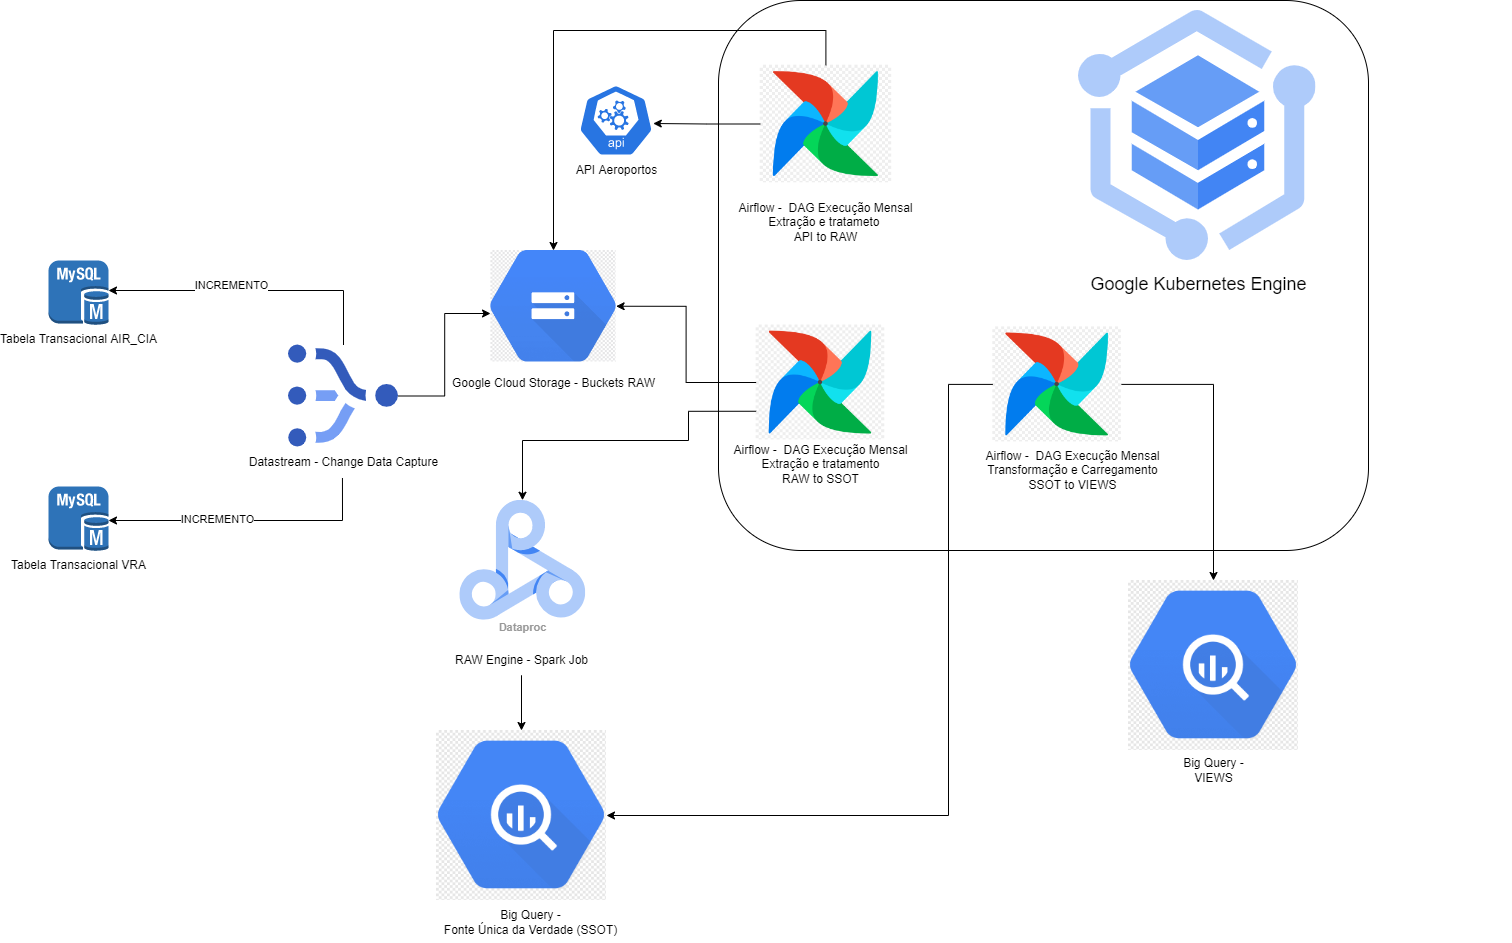 api
API Aeroportos
Airflow -  DAG Execução Mensal
Extração e tratameto
API to RAW
Google Kubernetes Engine
MySQL
M
INCREMENTO
Tabela Transacional AIR_CIA
Google Cloud Storage - Buckets RAW
Datastream - Change Data Capture
Airflow -  DAG Execução Mensal
Extração e tratamento
RAW to SSOT
Airflow -  DAG Execução Mensal
Transformação e Carregamento
SSOT to VIEWS
MySQL
M
INCREMENTO
Tabela Transacional VRA
Dataproc
RAW Engine - Spark Job
Big Query -
VIEWS
Big Query -
Fonte Única da Verdade (SSOT)